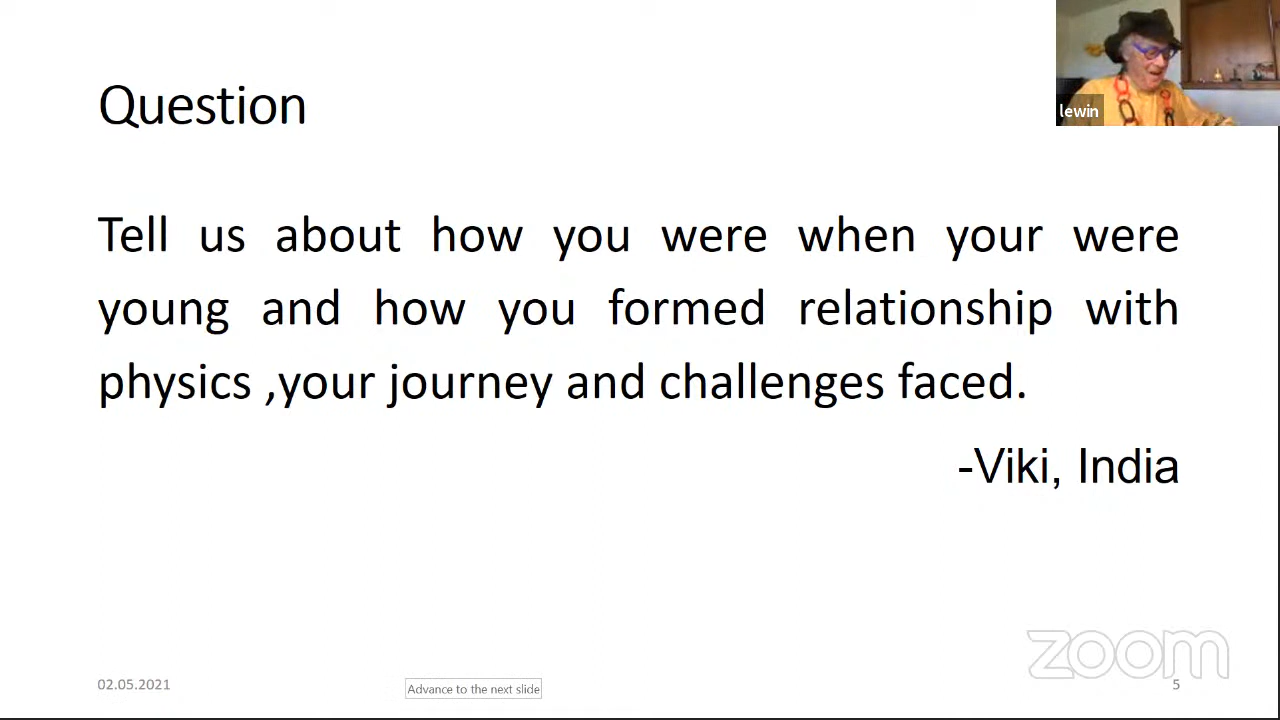 Question
lewin
Tell us about how you were when your were
young and how you formed relationship with
physics ,your journey and challenges faced.
-Viki, India
zoom
02.05.2021
Advance to the next slide
5